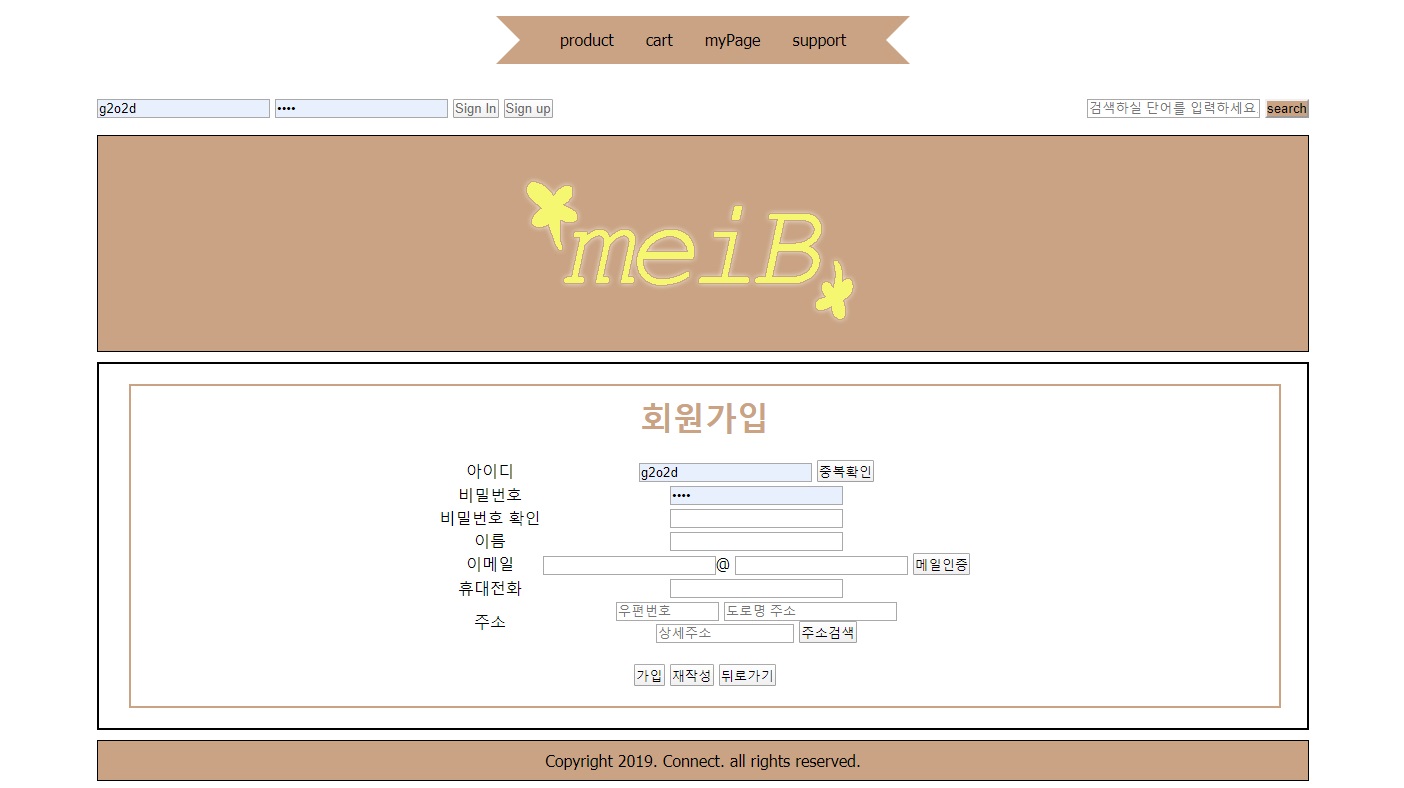 product cart myPage support
g2o2d •••• Sign In Sign up 검색하실 단어를 입력하세요 search
meiB
회원가입
아이디 g2o2d 중복확인
비밀번호 ••••
비밀번호 확인
이름
이메일 @ 메일인증
휴대전화
주소 우편번호 도로명 주소
상세주소 주소검색
가입 재작성 뒤로가기
Copyright 2019. Connect. all rights reserved.